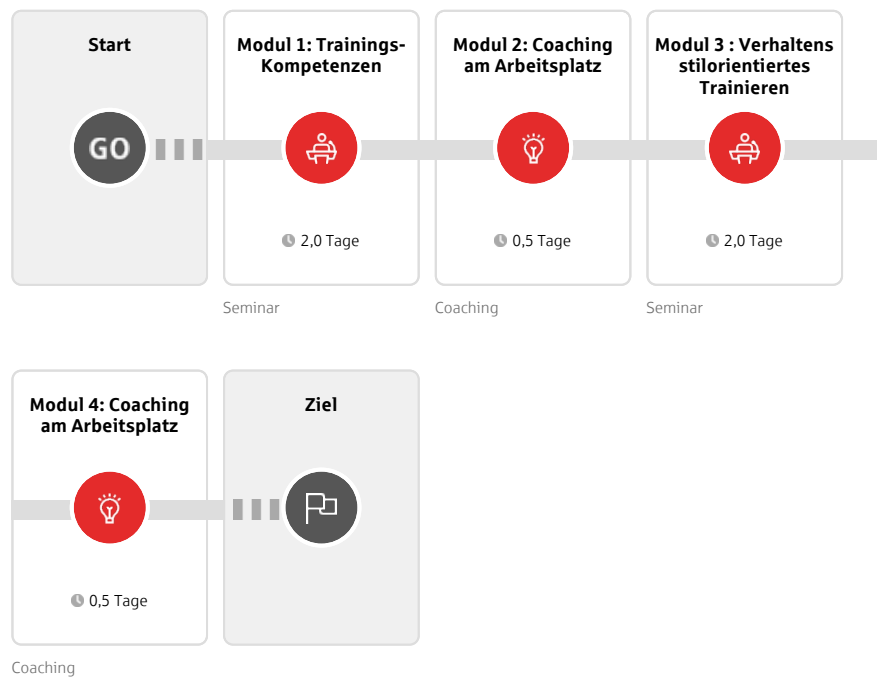 Start
GO
Modul 1: Trainings-
Kompetenzen
2,0 Tage
Seminar
Modul 2: Coaching
am Arbeitsplatz
0,5 Tage
Coaching
Modul 3 : Verhaltens
stilorientiertes
Trainieren
2,0 Tage
Seminar
Modul 4: Coaching
am Arbeitsplatz
0,5 Tage
Coaching
Ziel